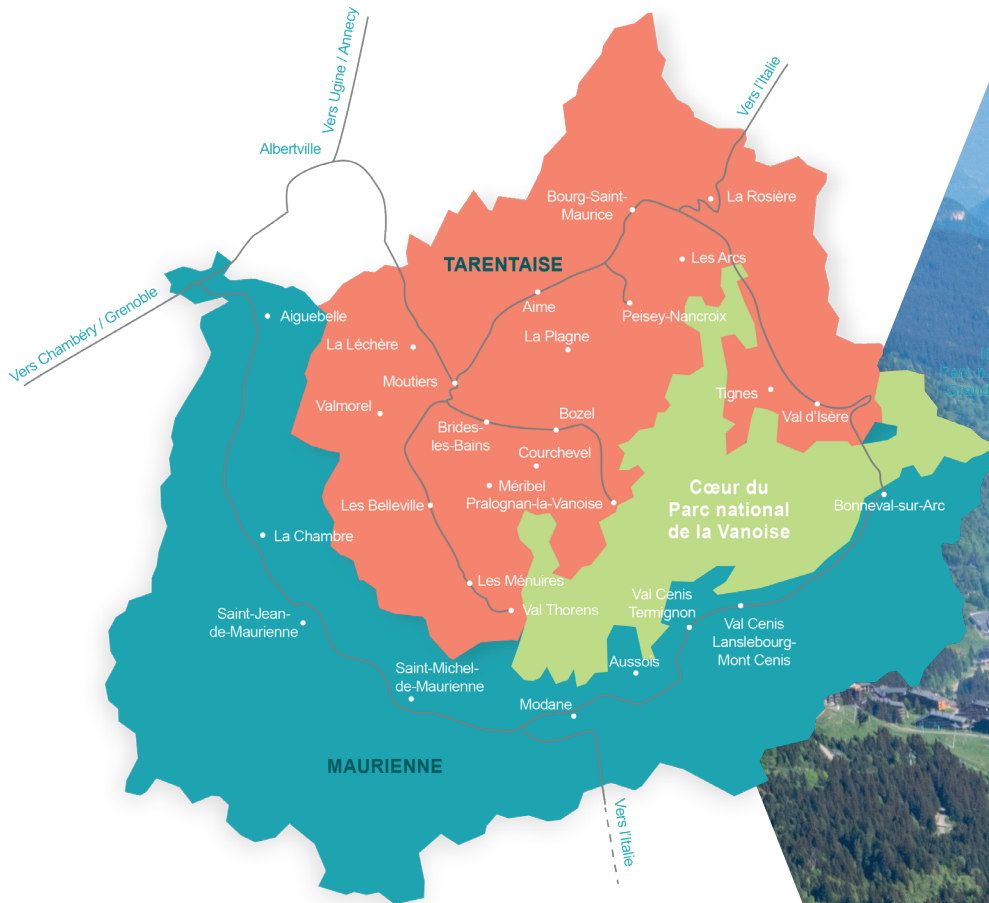 Vers Ugine / Annecy
Vers l'Italie
Albertville
Bourg-Saint-
Maurice
La Rosière
TARENTAISE
Les Arcs
Vers Chambéry / Grenoble
Aiguebelle
Aime
Peisey-Nancroix
La Plagne
La Léchère
Moutiers
Tignes
Valmorel
Val d'Isère
Bozel
Brides-
les-Bains
Courchevel
Méribel
Cœur du
Parc national
de la Vanoise
Les Belleville
Pralognan-la-Vanoise
Bonneval-sur-Arc
La Chambre
Les Ménuires
Val Thorens
Val Cenis
Termignon
Saint-Jean-
de-Maurienne
Val Cenis
Lanslebourg-
Mont Cenis
Aussois
Saint-Michel-
de-Maurienne
Modane
MAURIENNE
Vers l'Italie